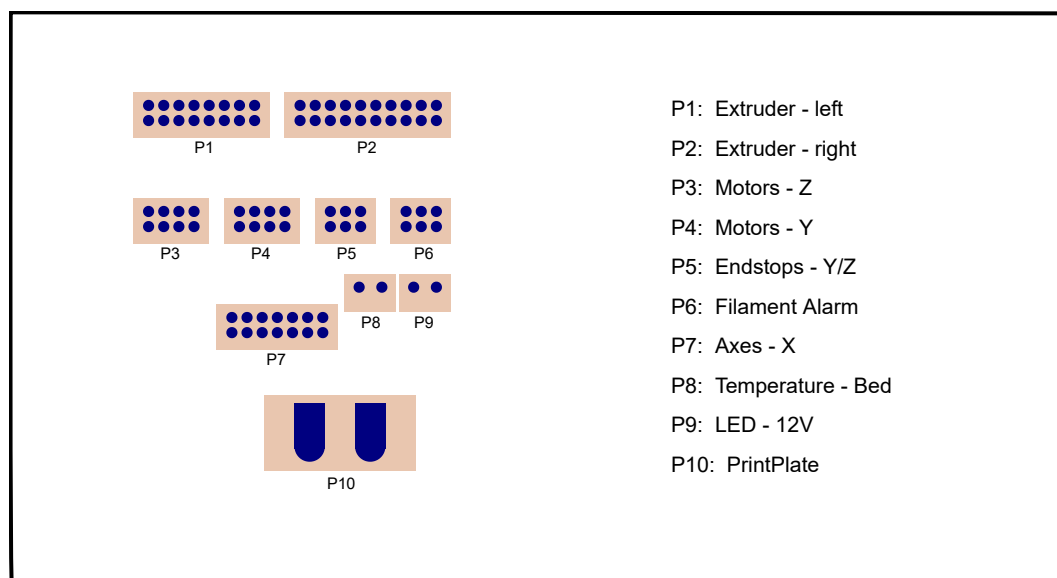 P1
P2
P3
P4
P5
P6
P8
P9
P7
P10
P1: Extruder - left
P2: Extruder - right
P3: Motors - Z
P4: Motors - Y
P5: Endstops - Y/Z
P6: Filament Alarm
P7: Axes - X
P8: Temperature - Bed
P9: LED - 12V
P10: PrintPlate